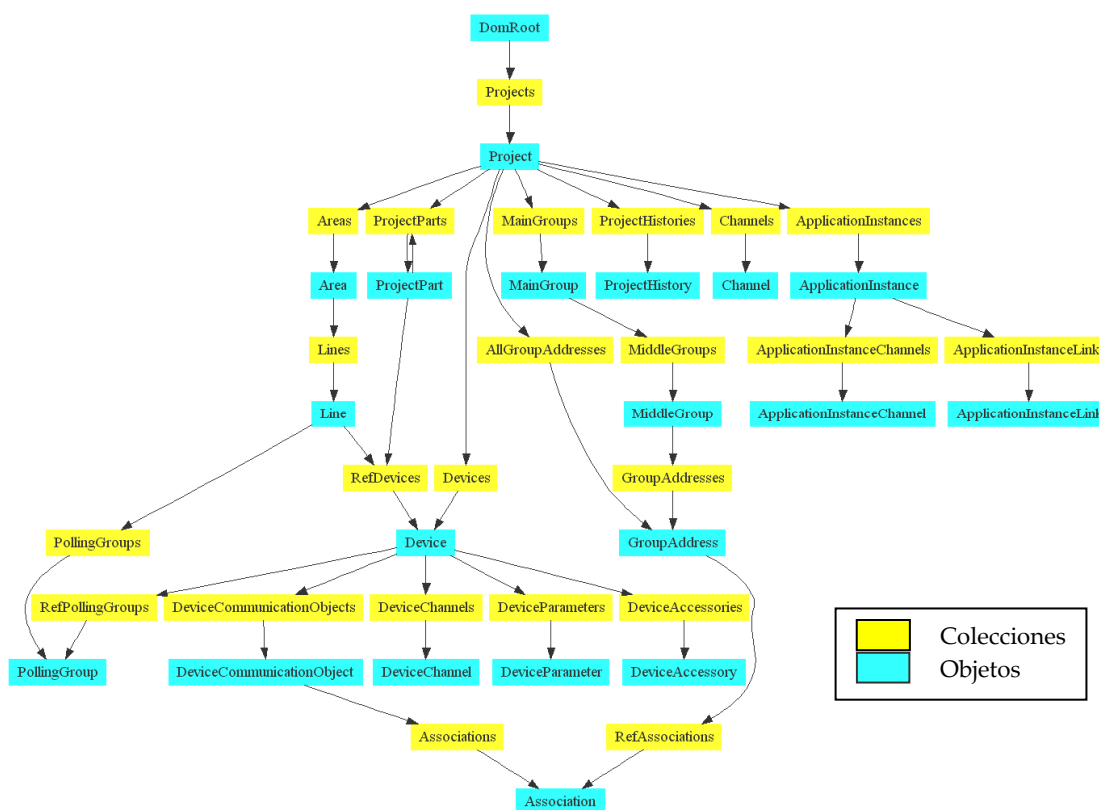 DomRoot
Projects
Project
Areas
ProjectParts
MainGroups
ProjectHistories
Channels
ApplicationInstances
Area
ProjectPart
MainGroup
ProjectHistory
Channel
ApplicationInstance
Lines
AllGroupAddresses
MiddleGroups
ApplicationInstanceChannels
ApplicationInstanceLink
Line
MiddleGroup
ApplicationInstanceChannel
ApplicationInstanceLink
RefDevices
Devices
GroupAddresses
PollingGroups
Device
GroupAddress
RefPollingGroups
DeviceCommunicationObjects
DeviceChannels
DeviceParameters
DeviceAccessories
PollingGroup
DeviceCommunicationObject
DeviceChannel
DeviceParameter
DeviceAccessory
Colecciones
Objetos
Associations
RefAssociations
Association